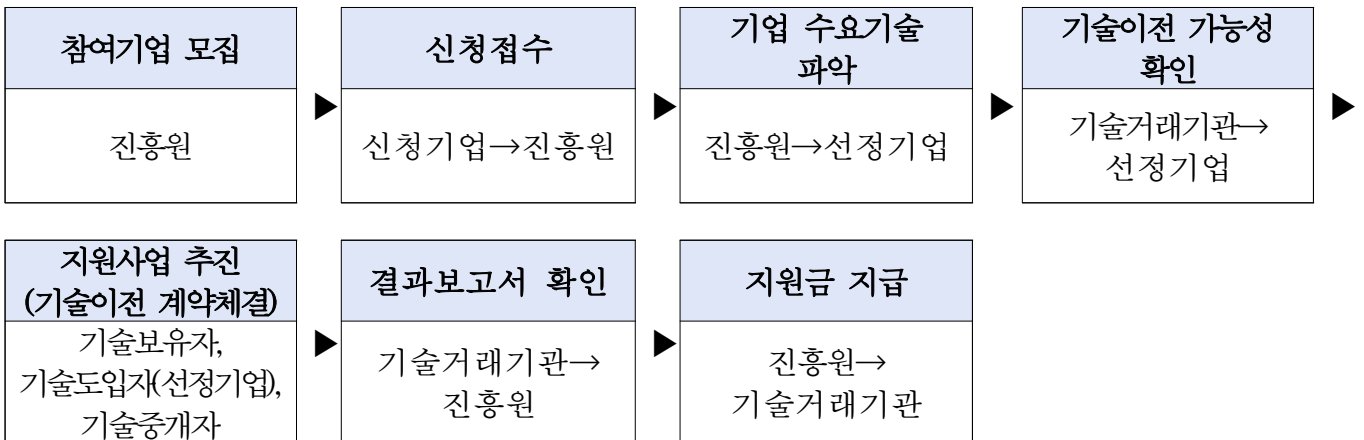 참여기업 모집
진흥원
▶
신청접수
신청기업→진흥원
▶
기업 수요기술
파악
진흥원→선정기업
▶
기술이전 가능성
확인
기술거래기관→
선정기업
▶
지원사업 추진
(기술이전 계약체결)
기술보유자,
기술도입자(선정기업),
기술중개자
▶
결과보고서 확인
기술거래기관→
진흥원
▶
지원금 지급
진흥원→
기술거래기관